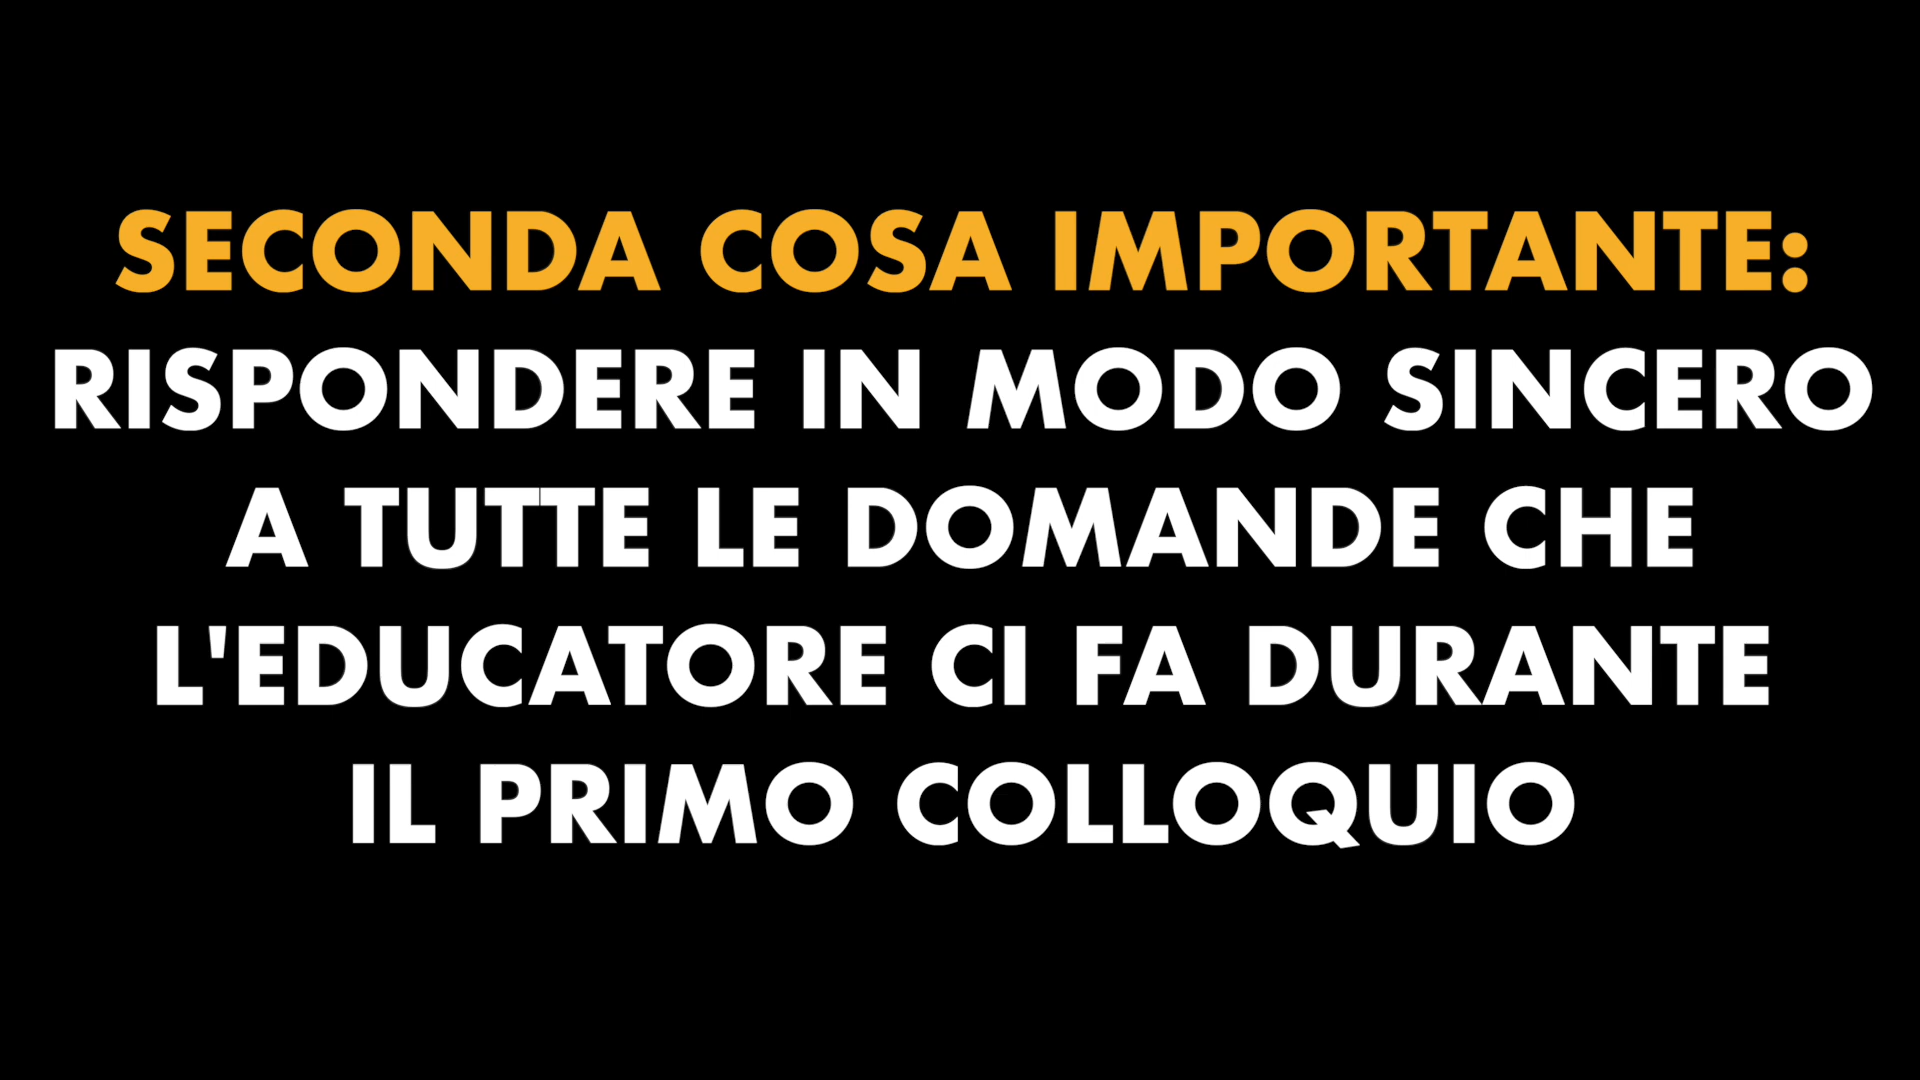 SECONDA COSA IMPORTANTE:
RISPONDERE IN MODO SINCERO
A TUTTE LE DOMANDE CHE
L'EDUCATORE CI FA DURANTE
IL PRIMO COLLOQUIO